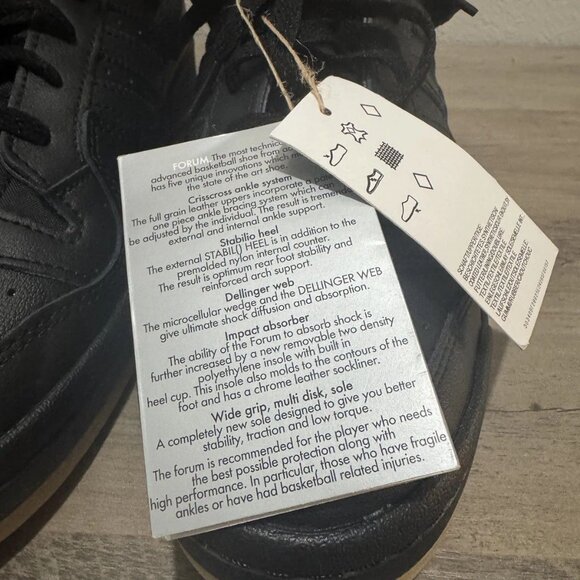 FORUM. The most technic
advanced basketball shoe from ad
has five unique innovations which m
the state of the art shoe.
Crisscross ankle system
The full grain leather uppers incorporate a pate
one piece ankle bracing system which can
be adjusted by the individual. The result is tremend
external and internal ankle support.
Stabilio heel
The external STABILI) HEEL is in addition to the
premolded nylon internal counter.
The result is optimum rear foot stability and
reinforced arch support.
Dellinger web
The microcellular wedge and the DELLINGER WEB
give ultimate shock diffusion and absorption.
Impact absorber
The ability of the Forum to absorb shock is
further increased by a new removable two density
polyethylene insole with built in
heel cup. This insole also molds to the contours of the
foot and has a chrome leather sockliner.
Wide grip, multi disk, sole
A completely new sole designed to give you better
stability, traction and low torque.
The forum is recommended for the player who needs
the best possible protection along with
high performance. In particular, those who have fragile
ankles or have had basketball related injuries.